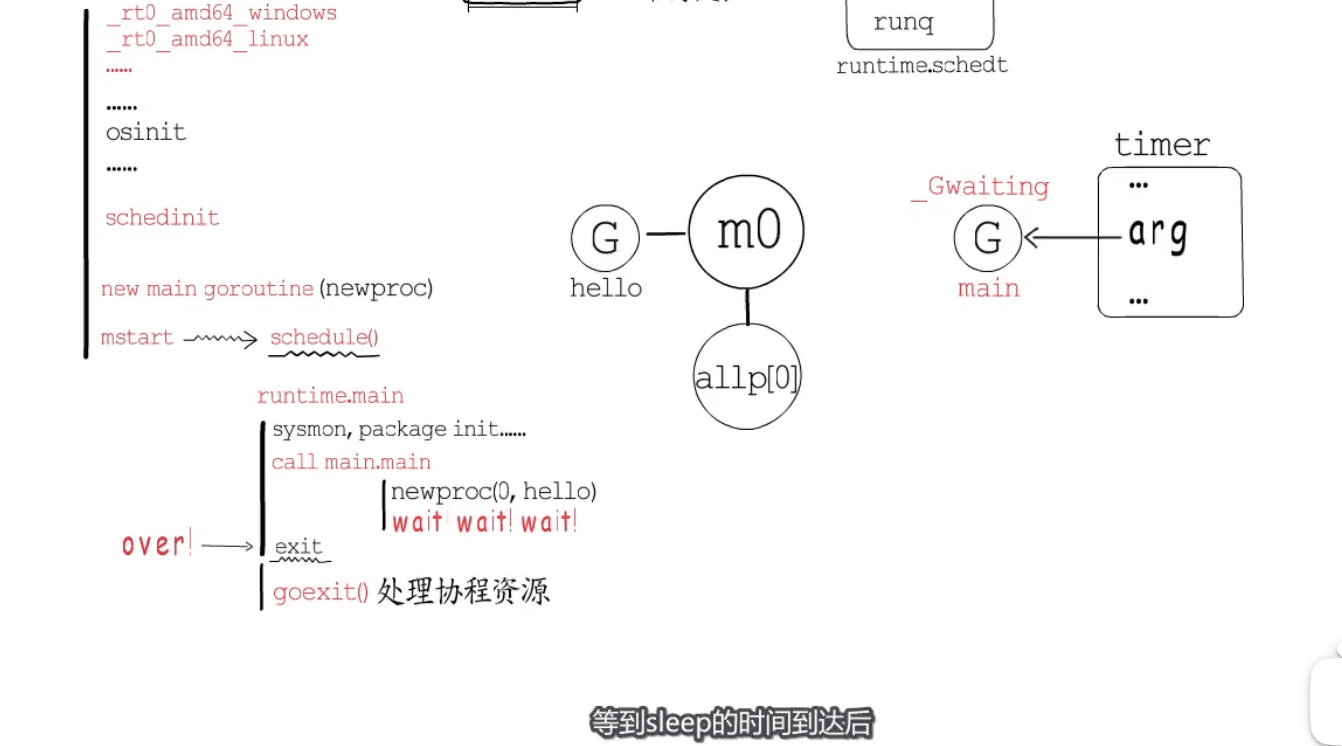 _rt0_amd64_windows
_rt0_amd64_linux
......
......
osinit
......
schedinit
new main goroutine (newproc)
mstart
schedule()
runtime.main
sysmon, package init......
call main.main
newproc(0, hello)
wait! wait! wait!
over!
exit
goexit() 处理协程资源
runq
runtime.schedt
G
hello
m0
allp[0]
_Gwaiting
G
main
timer
...
arg
...
等到sleep的时间到达后